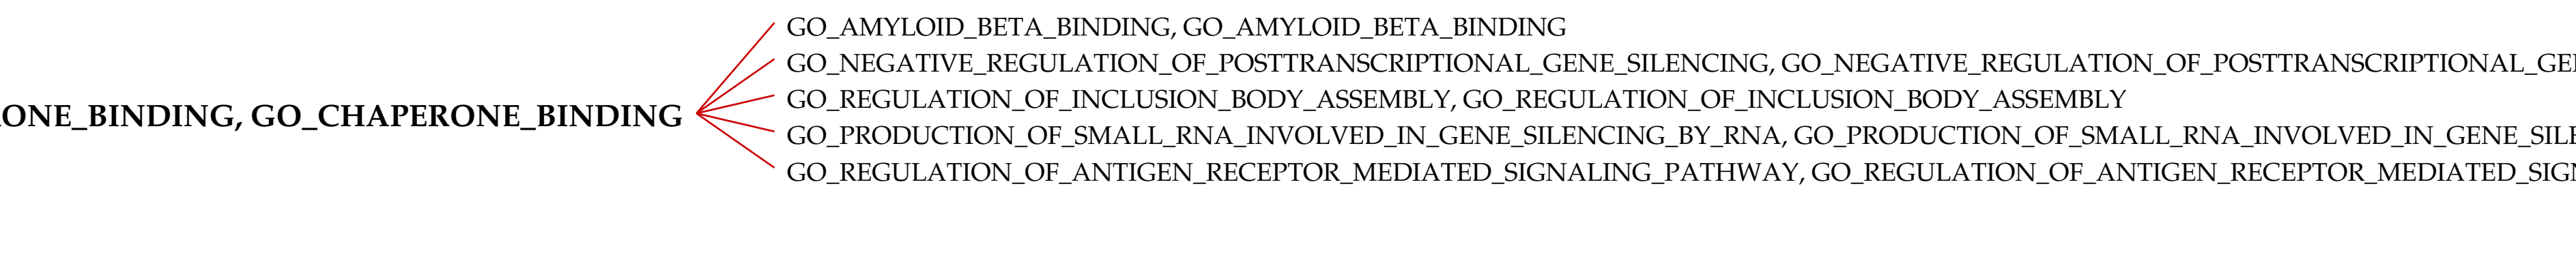 GO_AMYLOID_BETA_BINDING, GO_AMYLOID_BETA_BINDING
GO_NEGATIVE_REGULATION_OF_POSTTRANSCRIPTIONAL_GENE_SILENCING, GO_NEGATIVE_REGULATION_OF_POSTTRANSCRIPTIONAL_GE
GO_REGULATION_OF_INCLUSION_BODY_ASSEMBLY, GO_REGULATION_OF_INCLUSION_BODY_ASSEMBLY
ONE_BINDING, GO_CHAPERONE_BINDING
GO_PRODUCTION_OF_SMALL_RNA_INVOLVED_IN_GENE_SILENCING_BY_RNA, GO_PRODUCTION_OF_SMALL_RNA_INVOLVED_IN_GENE_SIL
GO_REGULATION_OF_ANTIGEN_RECEPTOR_MEDIATED_SIGNALING_PATHWAY, GO_REGULATION_OF_ANTIGEN_RECEPTOR_MEDIATED_SIG